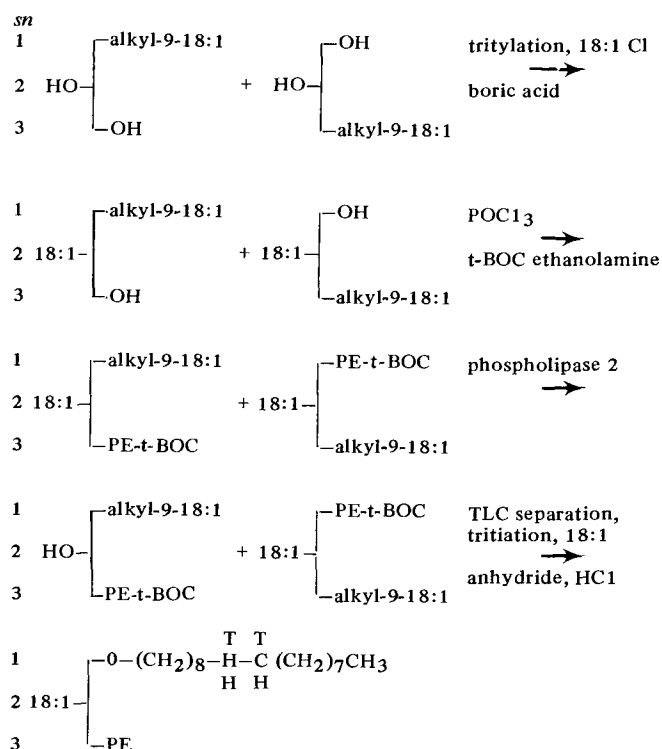 sn
1 alkyl-9-18:1 OH tritylation, 18:1 Cl
2 HO + HO boric acid
3 OH alkyl-9-18:1
1 alkyl-9-18:1 OH POC1₃
2 18:1 + 18:1 t-BOC ethanolamine
3 OH alkyl-9-18:1
1 alkyl-9-18:1 PE-t-BOC phospholipase 2
2 18:1 + 18:1
3 PE-t-BOC alkyl-9-18:1
1 alkyl-9-18:1 PE-t-BOC TLC separation,
2 HO + 18:1 tritiation, 18:1
3 PE-t-BOC alkyl-9-18:1 anhydride, HC1
T T
1 0-(CH₂)₈-H-C(CH₂)₇CH₃
H H
2 18:1
3 PE